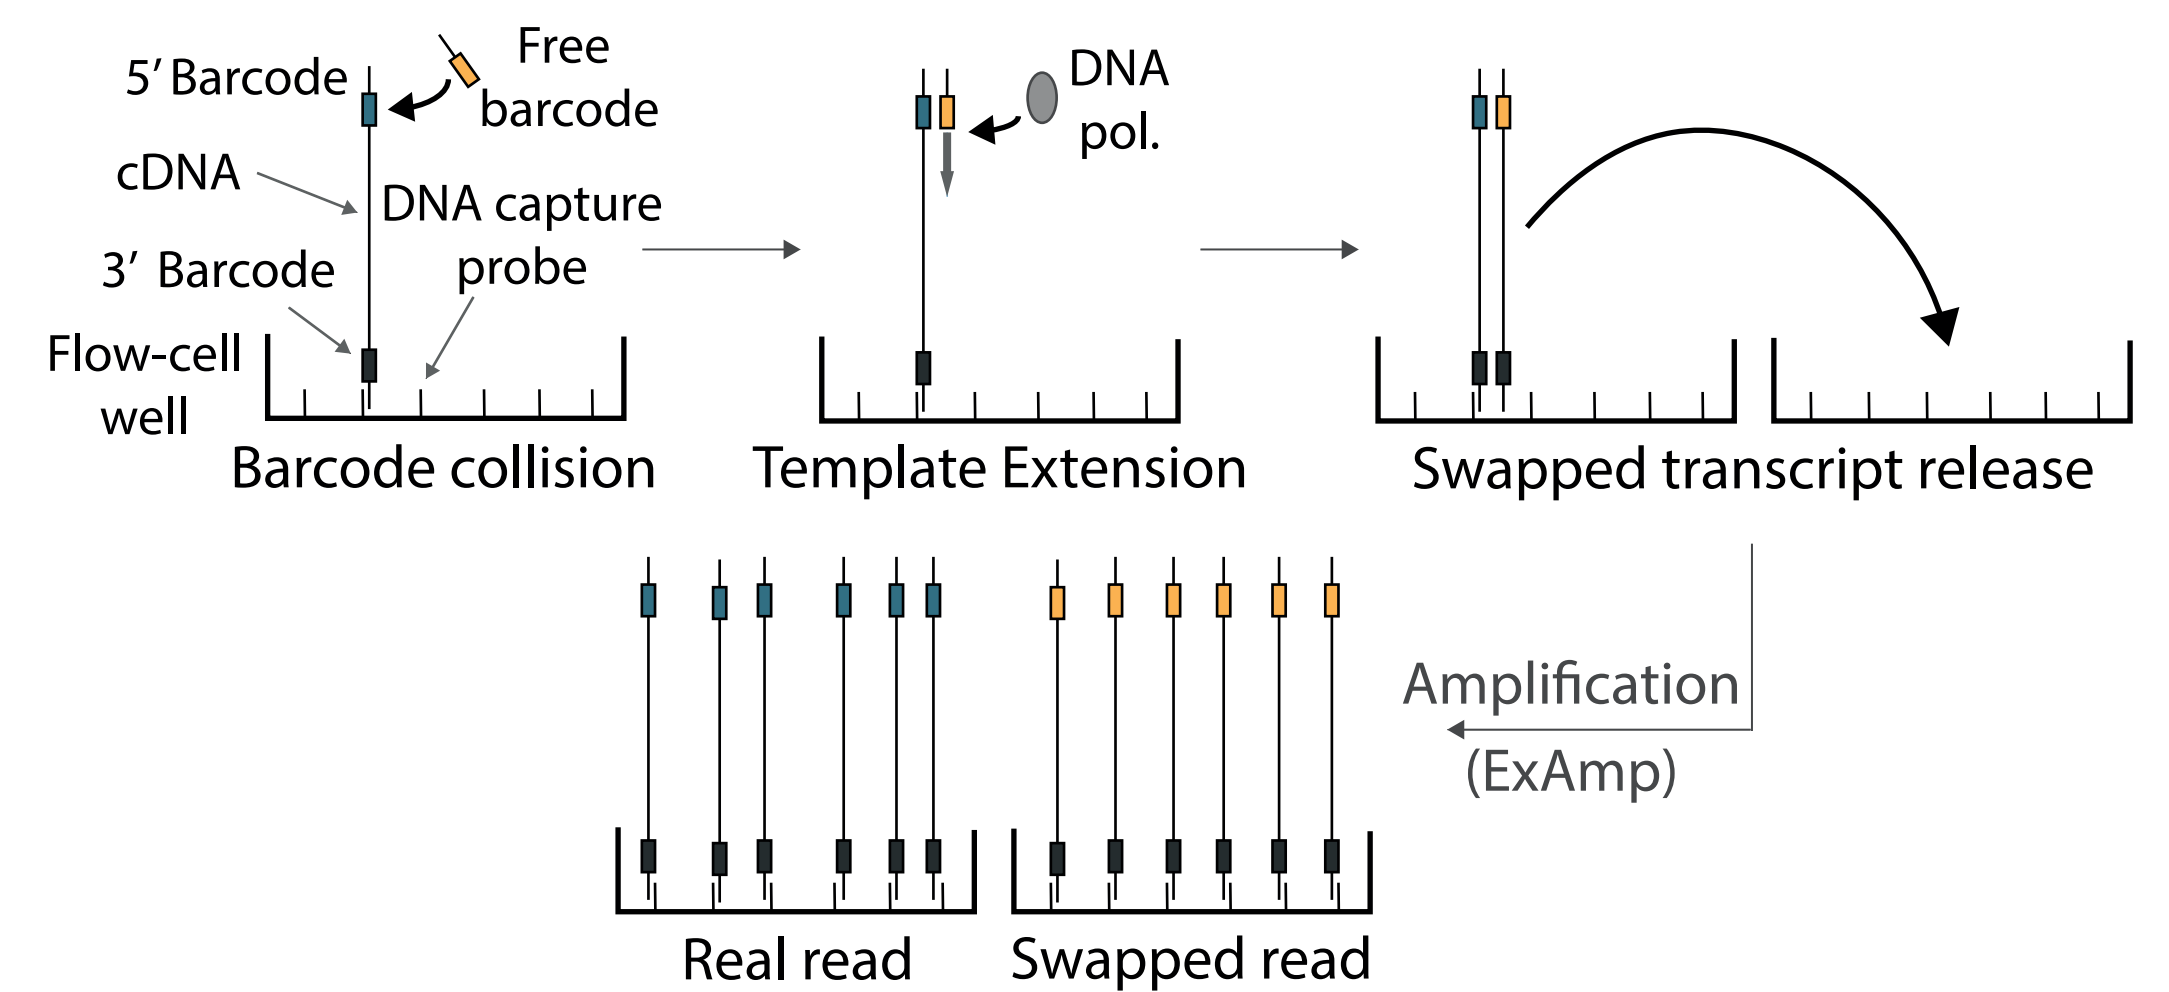 5’ Barcode
Free
barcode
cDNA
DNA capture
probe
3’ Barcode
Flow-cell
well
Barcode collision
DNA
pol.
Template Extension
Swapped transcript release
Amplification
(ExAmp)
Real read
Swapped read